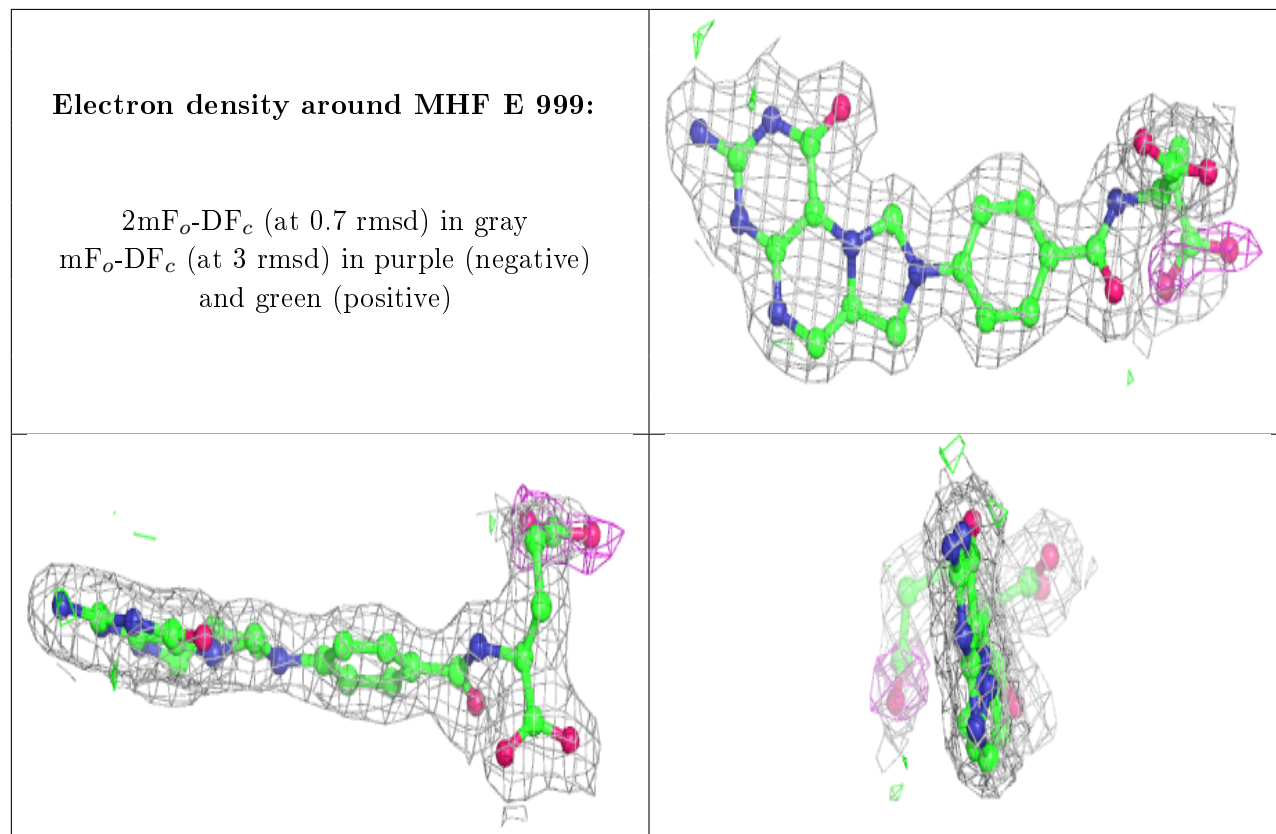 Electron density around MHF E 999:
2mFₒ-DF𝒸 (at 0.7 rmsd) in gray
mFₒ-DF𝒸 (at 3 rmsd) in purple (negative)
and green (positive)